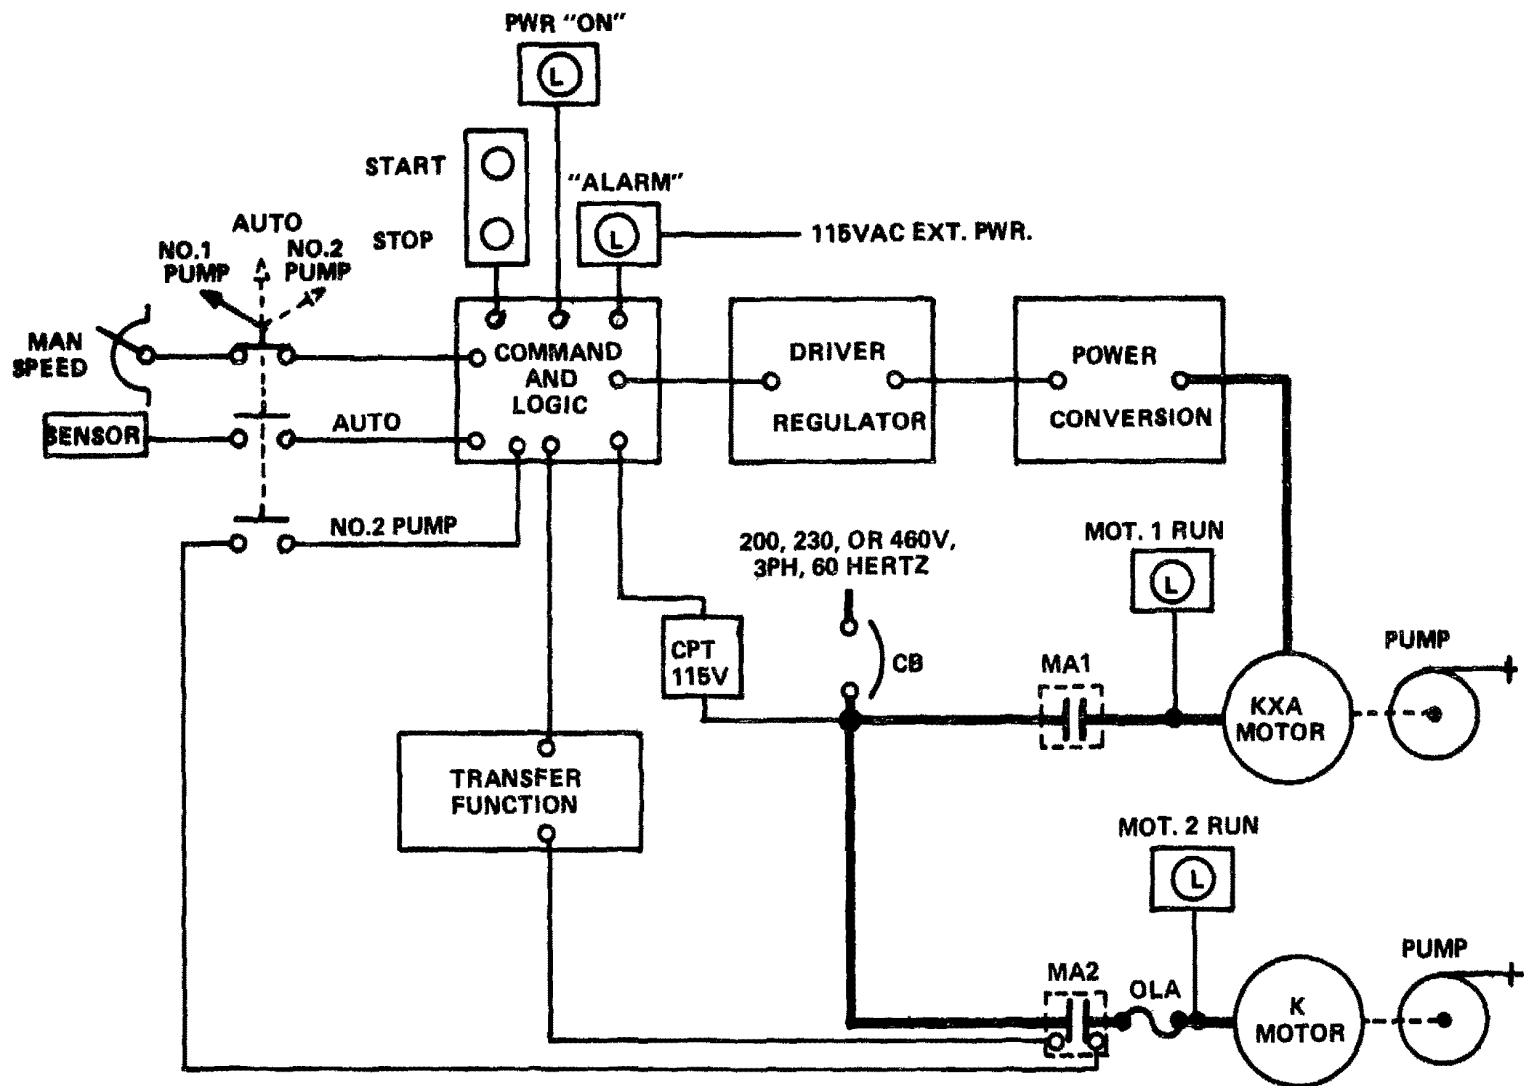 PWR "ON"
L
START
STOP
"ALARM"
L
115VAC EXT. PWR.
AUTO
NO.1
PUMP
NO.2
PUMP
MAN
SPEED
SENSOR
AUTO
NO.2 PUMP
COMMAND
AND
LOGIC
DRIVER
REGULATOR
POWER
CONVERSION
200, 230, OR 460V,
3PH, 60 HERTZ
CB
CPT
115V
MOT. 1 RUN
L
MA1
KXA
MOTOR
PUMP
TRANSFER
FUNCTION
MOT. 2 RUN
L
MA2
OLA
K
MOTOR
PUMP